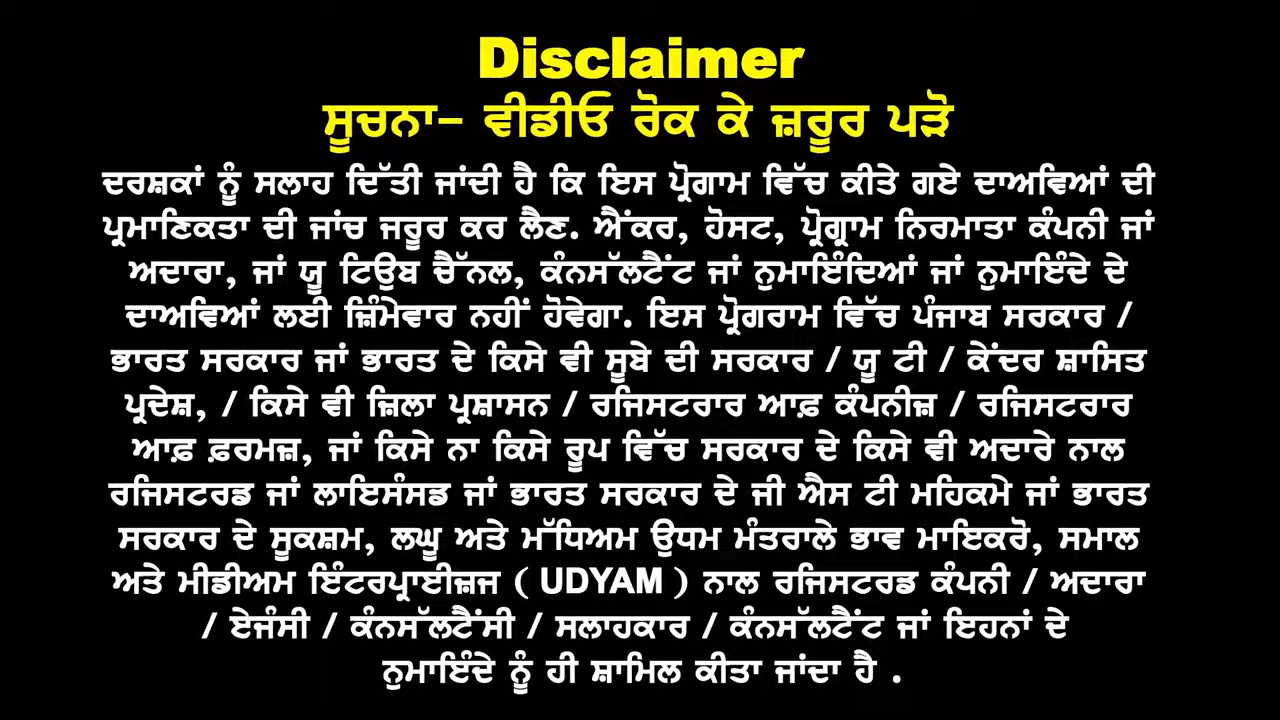 Disclaimer
ਸੂਚਨਾ- ਵੀਡੀਓ ਰੋਕ ਕੇ ਜ਼ਰੂਰ ਪੜੋ
ਦਰਸ਼ਕਾਂ ਨੂੰ ਸਲਾਹ ਦਿੱਤੀ ਜਾਂਦੀ ਹੈ ਕਿ ਇਸ ਪ੍ਰੋਗਾਮ ਵਿੱਚ ਕੀਤੇ ਗਏ ਦਾਅਵਿਆਂ ਦੀ
ਪ੍ਰਮਾਣਿਕਤਾ ਦੀ ਜਾਂਚ ਜਰੂਰ ਕਰ ਲੈਣ. ਐਂਕਰ, ਹੋਸਟ, ਪ੍ਰੋਗ੍ਰਾਮ ਨਿਰਮਾਤਾ ਕੰਪਨੀ ਜਾਂ
ਅਦਾਰਾ, ਜਾਂ ਯੂ ਟਿਊਬ ਚੈੱਨਲ, ਕੰਨਸੱਲਟੈਂਟ ਜਾਂ ਨੁਮਾਇੰਦਿਆਂ ਜਾਂ ਨੁਮਾਇੰਦੇ ਦੇ
ਦਾਅਵਿਆਂ ਲਈ ਜ਼ਿੰਮੇਵਾਰ ਨਹੀਂ ਹੋਵੇਗਾ. ਇਸ ਪ੍ਰੋਗਰਾਮ ਵਿੱਚ ਪੰਜਾਬ ਸਰਕਾਰ /
ਭਾਰਤ ਸਰਕਾਰ ਜਾਂ ਭਾਰਤ ਦੇ ਕਿਸੇ ਵੀ ਸੂਬੇ ਦੀ ਸਰਕਾਰ / ਯੂ ਟੀ / ਕੇਂਦਰ ਸ਼ਾਸਿਤ
ਪ੍ਰਦੇਸ਼, / ਕਿਸੇ ਵੀ ਜ਼ਿਲਾ ਪ੍ਰਸ਼ਾਸਨ / ਰਜਿਸਟਰਾਰ ਆਫ਼ ਕੰਪਨੀਜ਼ / ਰਜਿਸਟਰਾਰ
ਆਫ਼ ਫ਼ਰਮਜ਼, ਜਾਂ ਕਿਸੇ ਨਾ ਕਿਸੇ ਰੂਪ ਵਿੱਚ ਸਰਕਾਰ ਦੇ ਕਿਸੇ ਵੀ ਅਦਾਰੇ ਨਾਲ
ਰਜਿਸਟਰਡ ਜਾਂ ਲਾਇਸੰਸਡ ਜਾਂ ਭਾਰਤ ਸਰਕਾਰ ਦੇ ਜੀ ਐਸ ਟੀ ਮਹਿਕਮੇ ਜਾਂ ਭਾਰਤ
ਸਰਕਾਰ ਦੇ ਸੂਕਸ਼ਮ, ਲਘੂ ਅਤੇ ਮੱਧਿਅਮ ਉਧਮ ਮੰਤਰਾਲੇ ਭਾਵ ਮਾਇਕਰੋ, ਸਮਾਲ
ਅਤੇ ਮੀਡੀਅਮ ਇੰਟਰਪ੍ਰਾਈਜ਼ਜ ( UDYAM ) ਨਾਲ ਰਜਿਸਟਰਡ ਕੰਪਨੀ / ਅਦਾਰਾ
/ ਏਜੰਸੀ / ਕੰਨਸੱਲਟੈਂਸੀ / ਸਲਾਹਕਾਰ / ਕੰਨਸੱਲਟੈਂਟ ਜਾਂ ਇਹਨਾਂ ਦੇ
ਨੁਮਾਇੰਦੇ ਨੂੰ ਹੀ ਸ਼ਾਮਿਲ ਕੀਤਾ ਜਾਂਦਾ ਹੈ .